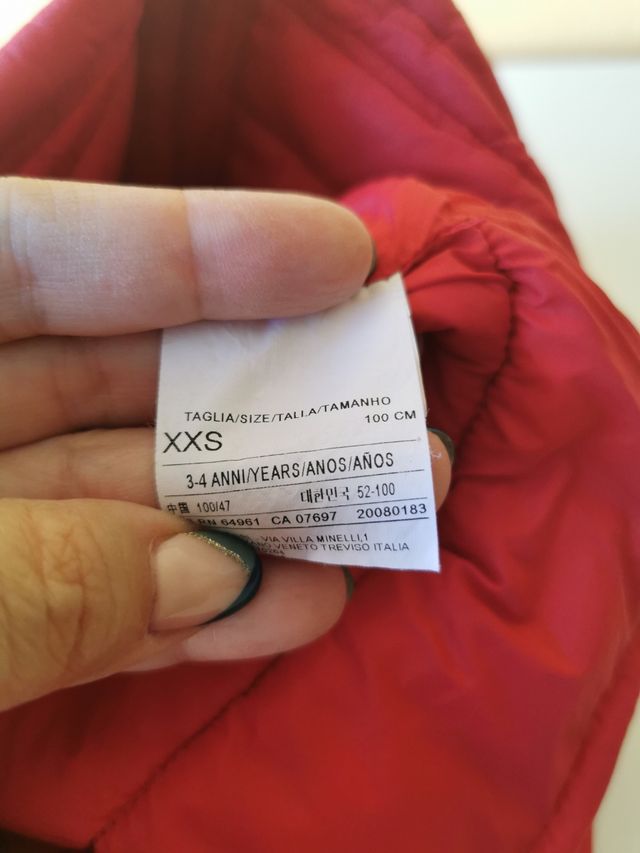 TAGLIA/SIZE/TALLA/TAMANHO
XXS 100 CM
3-4 ANNI/YEARS/ANOS/AÑOS
中国 100/47 대한민국 52-100
RN 64961 CA 07697 20080183
VIA VILLA MINELLI,1
VENETO TREVISO ITALIA